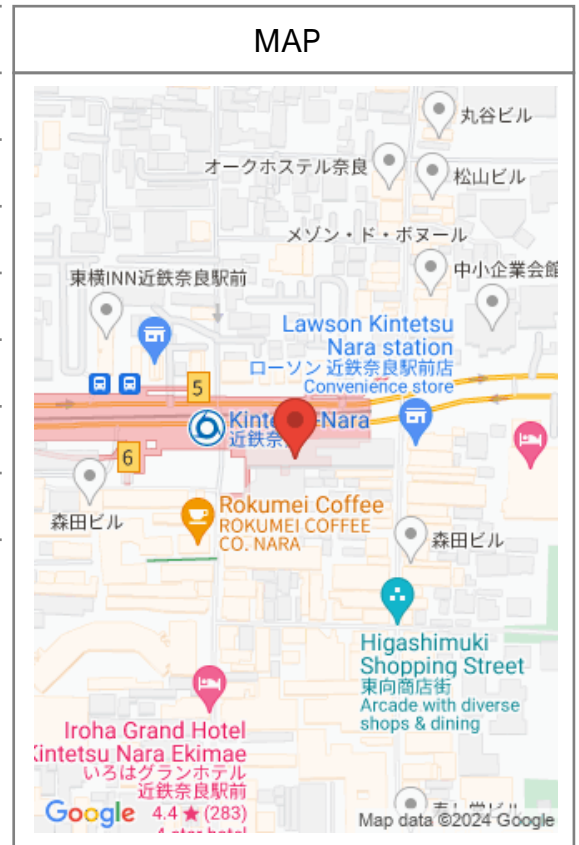 MAP
丸谷ビル
オークホステル奈良
松山ビル
メゾン・ド・ボヌール
中小企業会館
東横INN近鉄奈良駅前
Lawson Kintetsu
Nara station
ローソン 近鉄奈良駅前店
Convenience store
5
Nara
近鉄奈
6
森田ビル
Rokumei Coffee
ROKUMEI COFFEE
CO. NARA
森田ビル
Higashimuki
Shopping Street
東向商店街
Arcade with diverse
shops & dining
Iroha Grand Hotel
Kintetsu Nara Ekimae
いろはグランホテル
近鉄奈良駅前
4.4 ★ (283)
4-star hotel
Google
Map data ©2024 Google